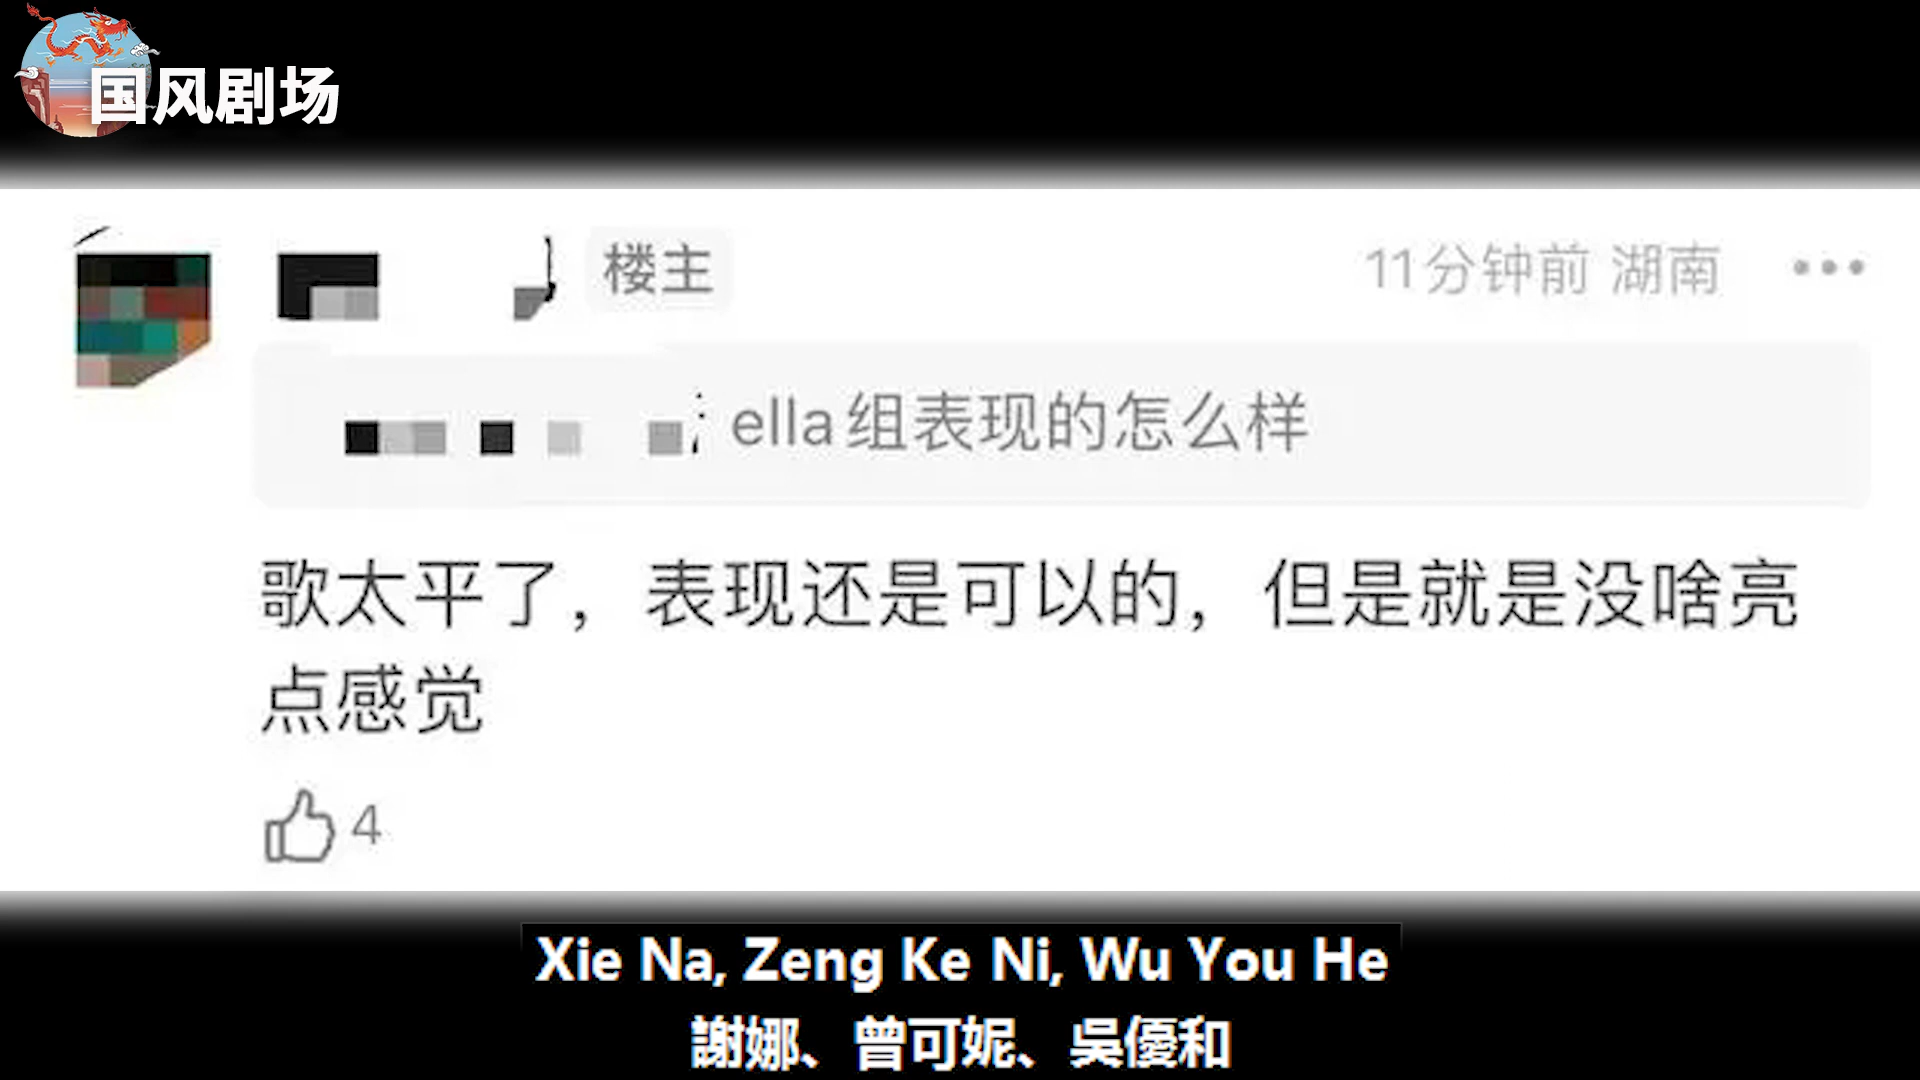 国风剧场
楼主
11分钟前 湖南
ella组表现的怎么样
歌太平了，表现还是可以的，但是就是没啥亮
点感觉
4
Xie Na, Zeng Ke Ni, Wu You He
謝娜、曾可妮、吳優和